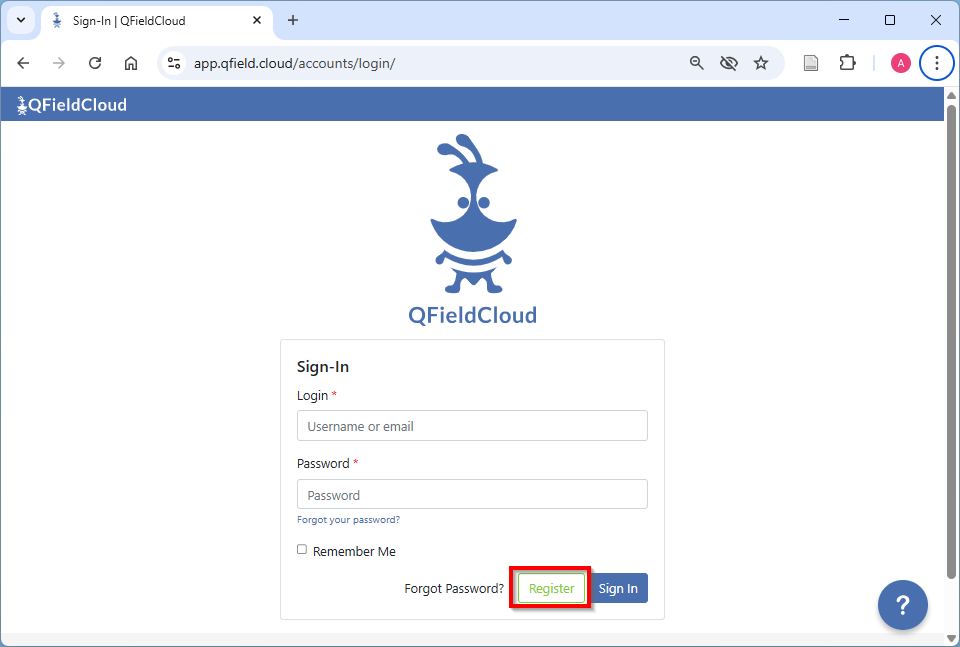 Sign-In | QFieldCloud
app.qfield.cloud/accounts/login/
A
QFieldCloud
QFieldCloud
Sign-In
Login *
Username or email
Password *
Password
Forgot your password?
Remember Me
Forgot Password? Register Sign In
?